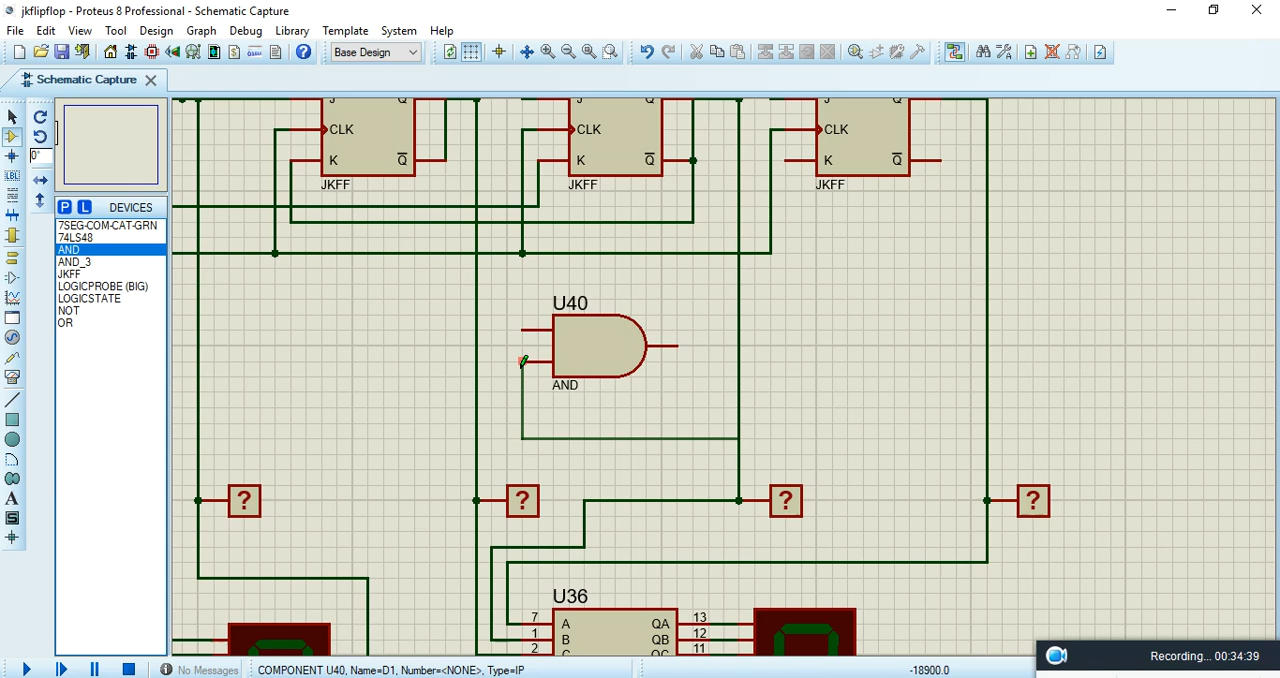 jkflipflop - Proteus 8 Professional - Schematic Capture
File Edit View Tool Design Graph Debug Library Template System Help
Base Design
Schematic Capture
0°
LBL
P L DEVICES
7SEG-COM-CAT-GRN
74LS48
AND
AND_3
JKFF
LOGICPROBE (BIG)
LOGICSTATE
NOT
OR
A
S
J Q J Q J Q
CLK CLK CLK
K Q K Q K Q
JKFF JKFF JKFF
U40
AND
? ? ? ?
U36
7 A QA 13
1 B QB 12
2 C QC 11
No Messages
COMPONENT U40, Name=D1, Number=<NONE>, Type=IP
-18900.0
Recording... 00:34:39